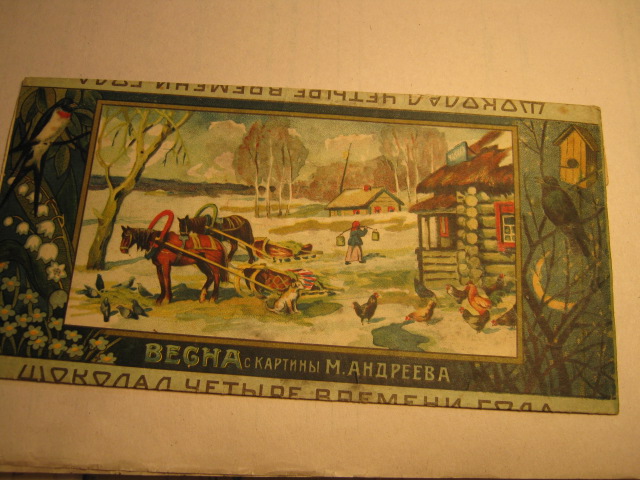 ШОКОЛАД ЧЕТЫРЕ ВРЕМЕНИ ГОДА
ВЕСНА С КАРТИНЫ М. АНДРЕЕВА
ШОКОЛАД ЧЕТЫРЕ ВРЕМЕНИ ГОДА